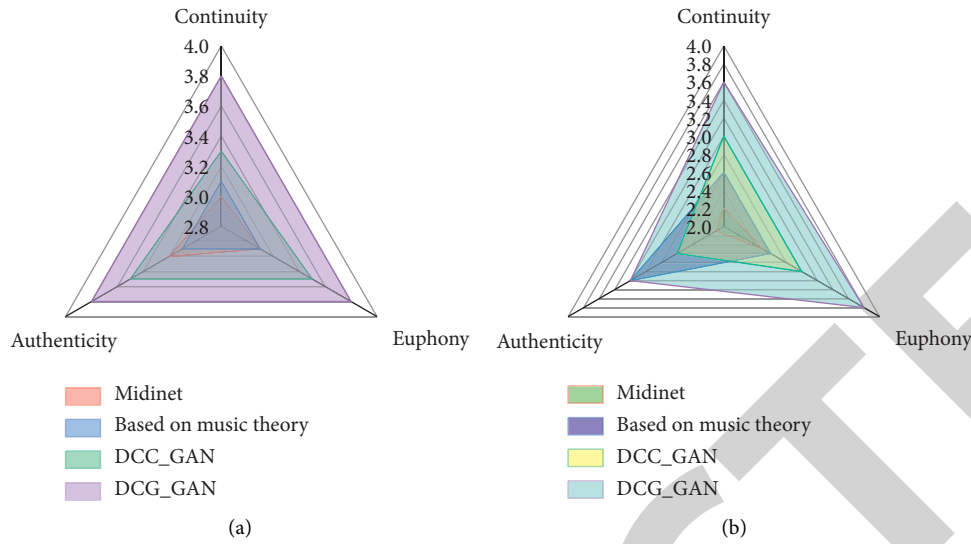 Continuity
4.0
3.8
3.6
3.4
3.2
3.0
2.8
Authenticity
Euphony
Midinet
Based on music theory
DCC_GAN
DCG_GAN
(a)
Continuity
4.0
3.8
3.6
3.4
3.2
3.0
2.8
2.6
2.4
2.2
2.0
Authenticity
Euphony
Midinet
Based on music theory
DCC_GAN
DCG_GAN
(b)